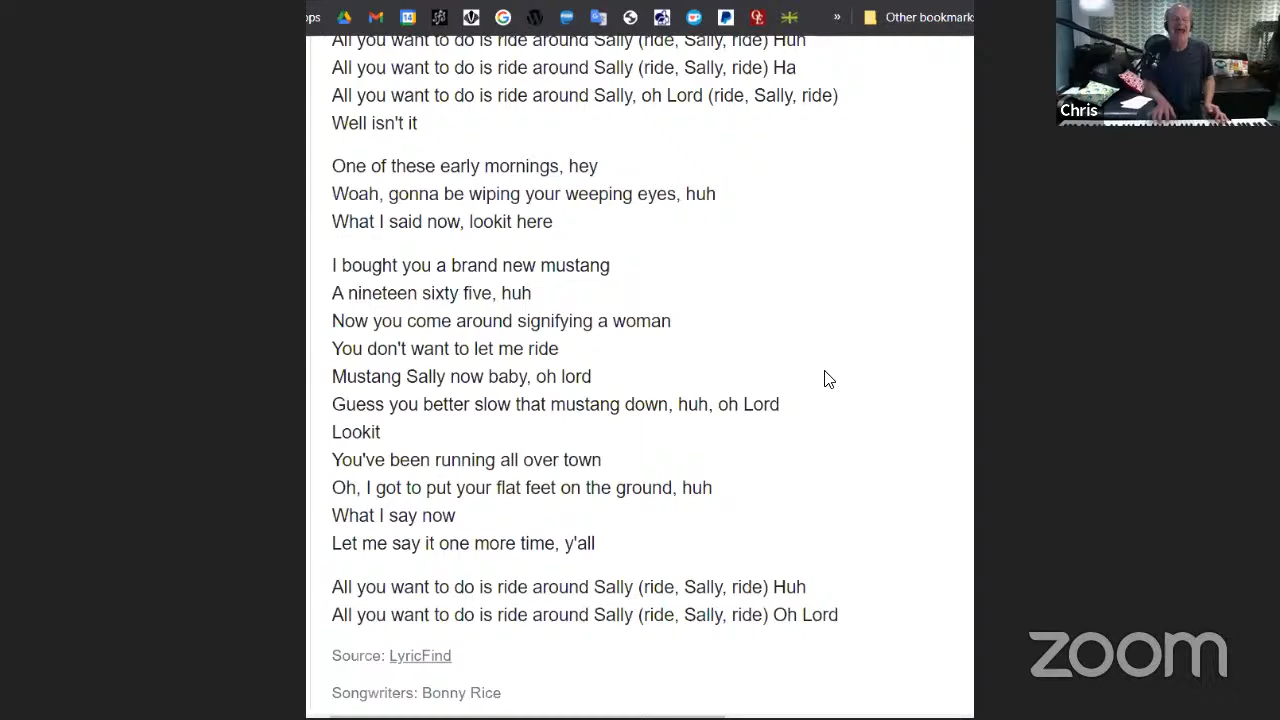 ops
Other bookmarks
All you want to do is ride around Sally (ride, Sally, ride) Huh
All you want to do is ride around Sally (ride, Sally, ride) Ha
All you want to do is ride around Sally, oh Lord (ride, Sally, ride)
Well isn't it
One of these early mornings, hey
Woah, gonna be wiping your weeping eyes, huh
What I said now, lookit here
I bought you a brand new mustang
A nineteen sixty five, huh
Now you come around signifying a woman
You don't want to let me ride
Mustang Sally now baby, oh lord
Guess you better slow that mustang down, huh, oh Lord
Lookit
You've been running all over town
Oh, I got to put your flat feet on the ground, huh
What I say now
Let me say it one more time, y'all
All you want to do is ride around Sally (ride, Sally, ride) Huh
All you want to do is ride around Sally (ride, Sally, ride) Oh Lord
Source: LyricFind
Songwriters: Bonny Rice
Chris
zoom